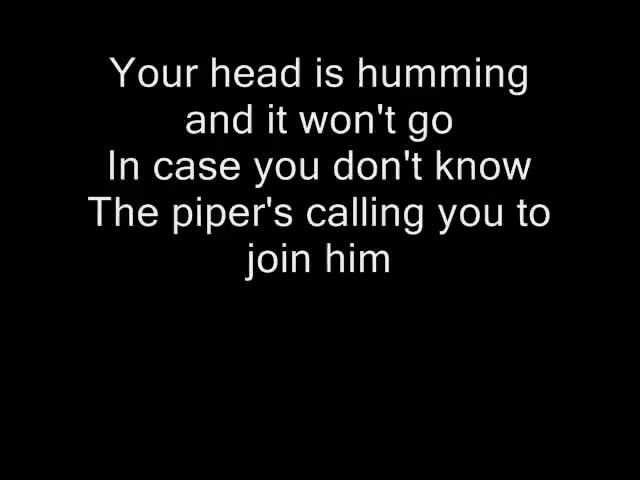 Your head is humming
and it won't go
In case you don't know
The piper's calling you to
join him